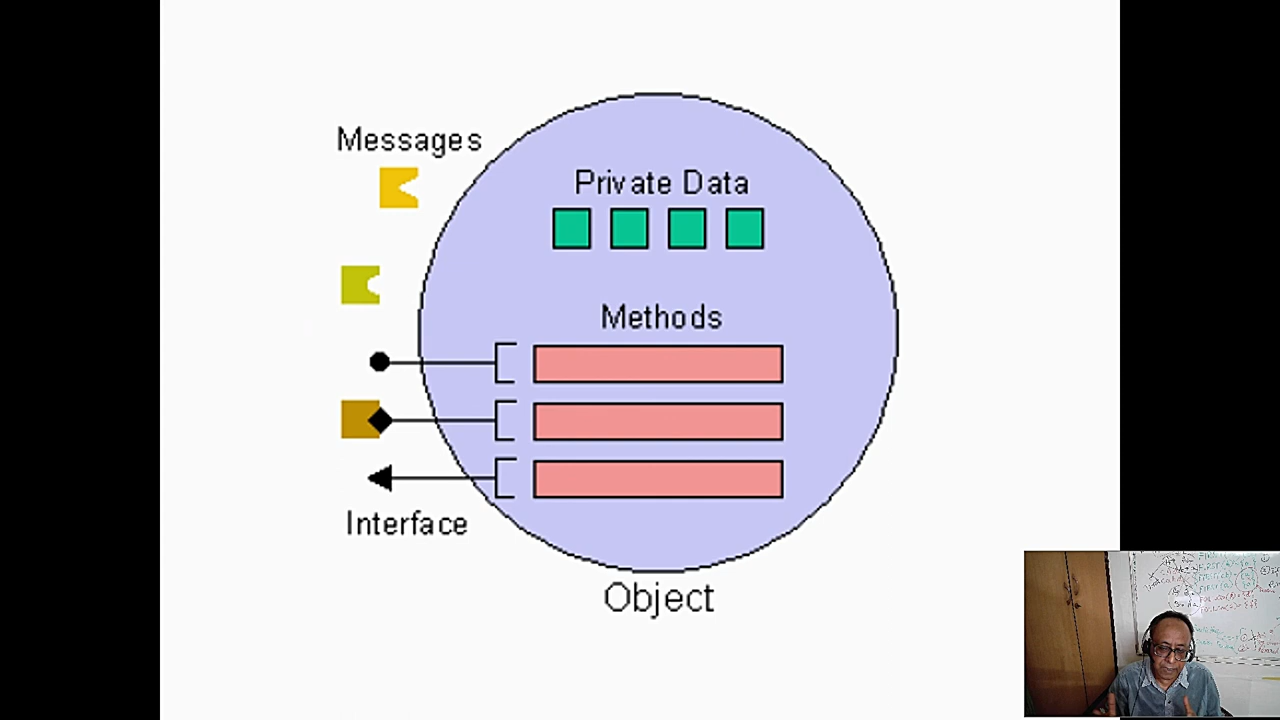 Messages
Private Data
Methods
Interface
Object